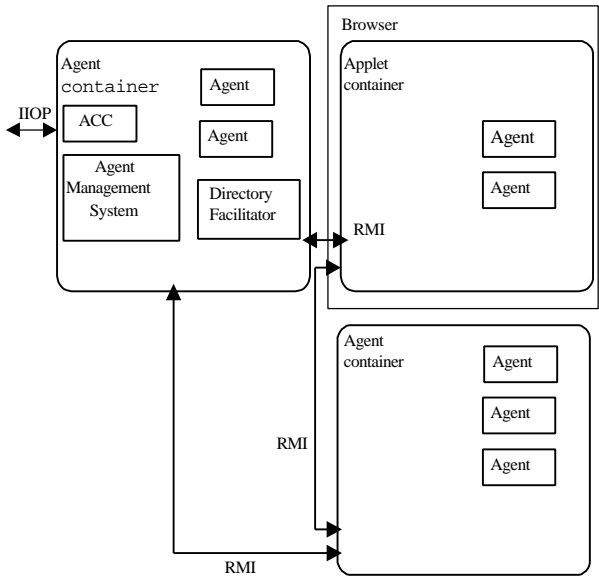 Browser
Agent
container
Agent
IIOP
ACC
Agent
Agent
Management
System
Directory
Facilitator
Applet
container
Agent
Agent
RMI
Agent
container
Agent
Agent
Agent
RMI
RMI